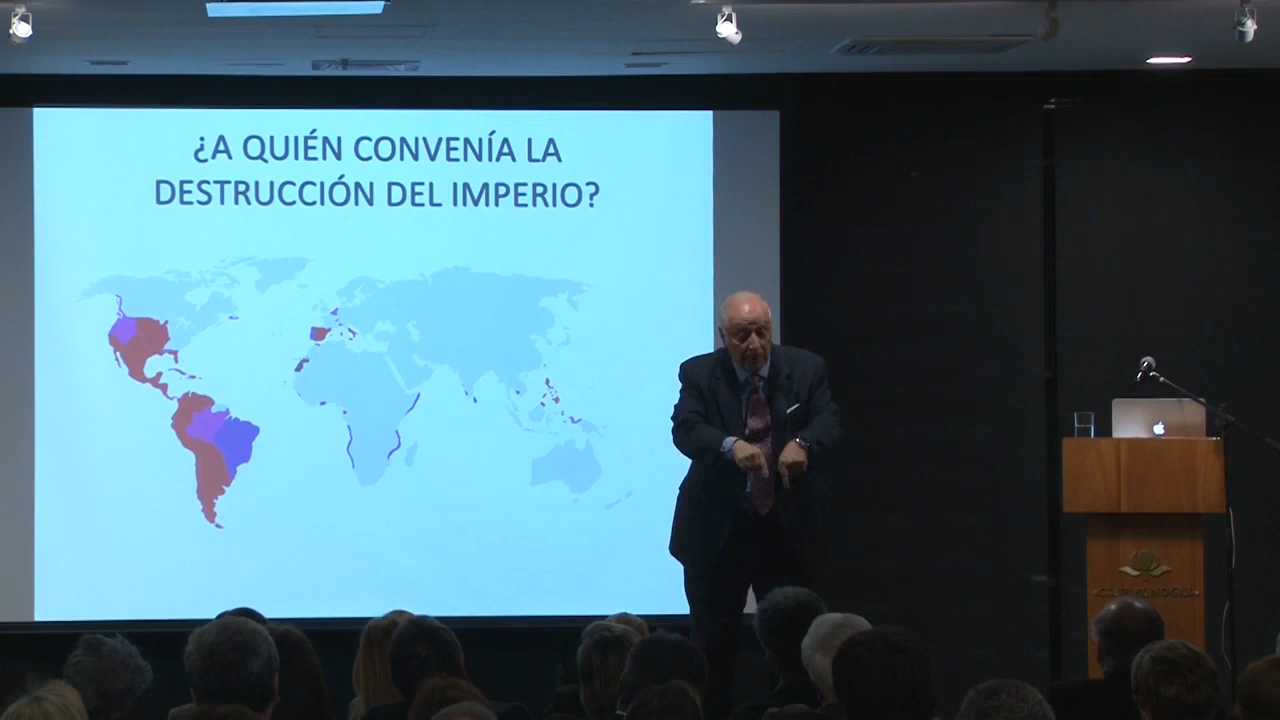 ¿A QUIÉN CONVENÍA LA
DESTRUCCIÓN DEL IMPERIO?